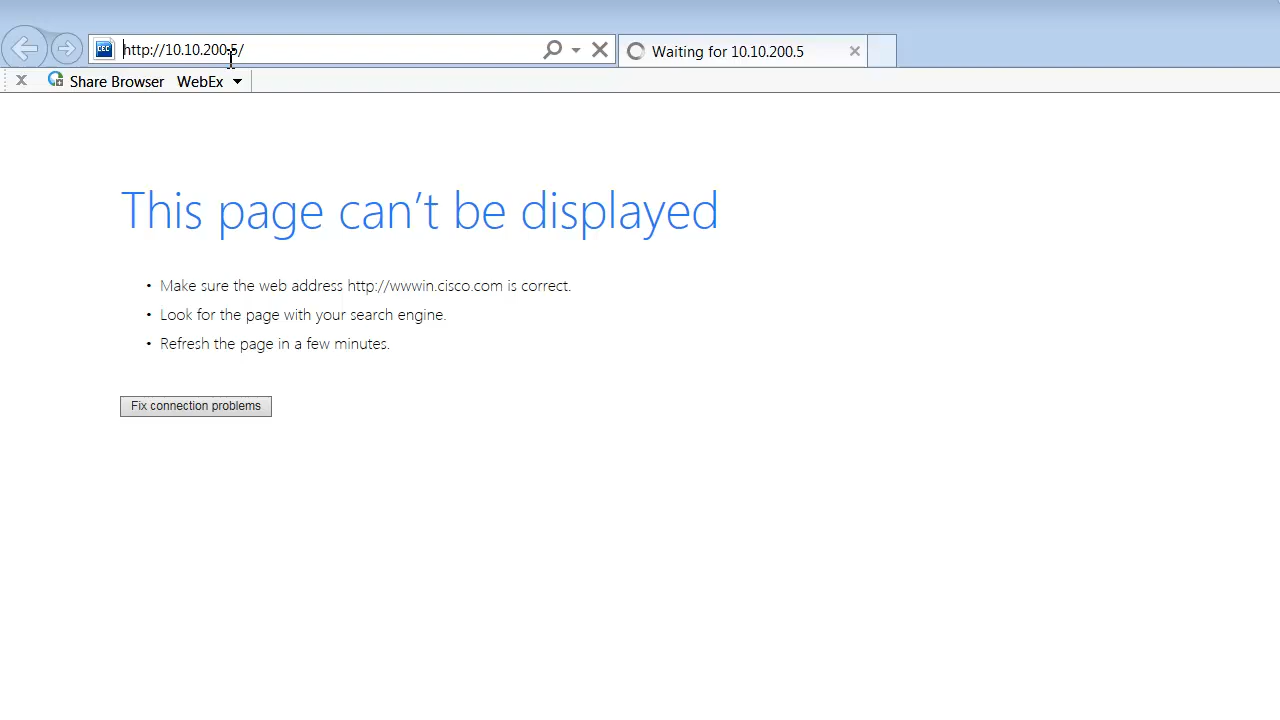 CEC http://10.10.200.5/
Waiting for 10.10.200.5
Share Browser WebEx
This page can't be displayed
• Make sure the web address http://wwwin.cisco.com is correct.
• Look for the page with your search engine.
• Refresh the page in a few minutes.
Fix connection problems